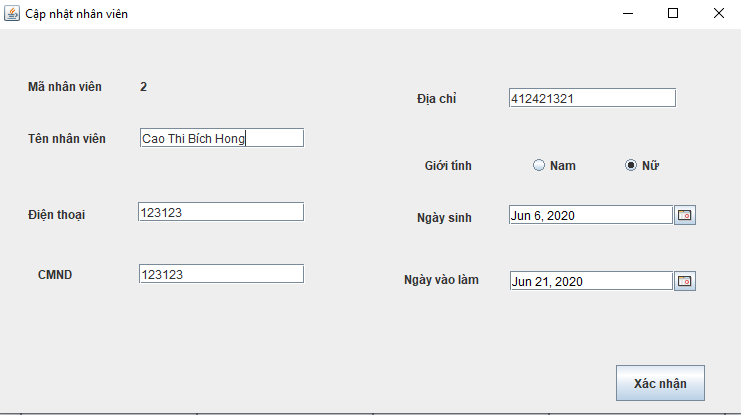 Cập nhật nhân viên
Mã nhân viên 2
Địa chỉ 412421321
Tên nhân viên Cao Thi Bích Hong
Giới tính Nam Nữ
Điện thoại 123123
Ngày sinh Jun 6, 2020
CMND 123123
Ngày vào làm Jun 21, 2020
Xác nhận